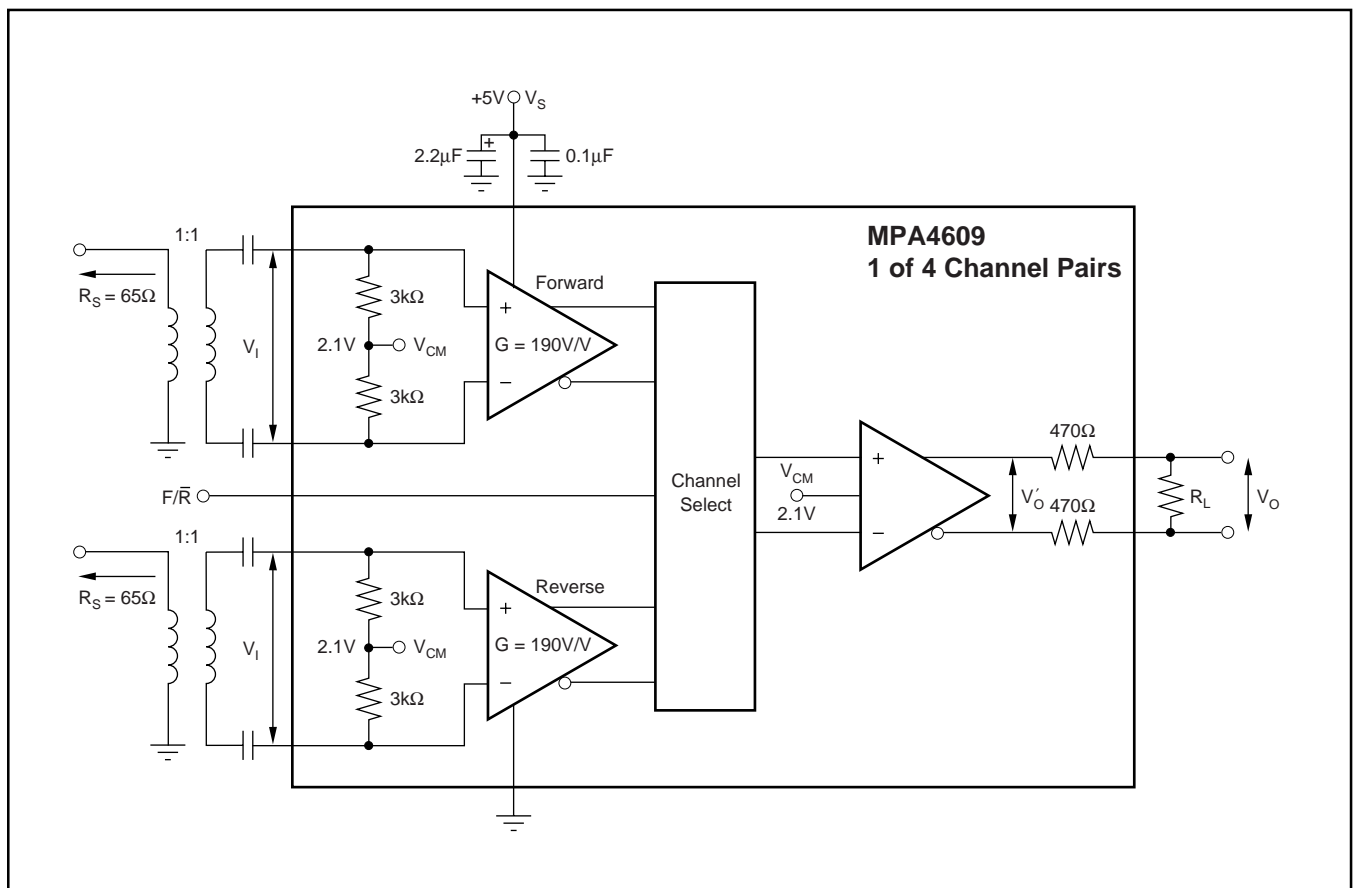 +5V V_S
2.2μF + 0.1μF
MPA4609
1 of 4 Channel Pairs
1:1
R_S = 65Ω
V_I
3kΩ
2.1V V_CM
3kΩ
Forward
+
G = 190V/V
−
F/R̅
Channel
Select
V_CM
2.1V
+
−
470Ω
V_O′
470Ω
R_L
V_O
1:1
R_S = 65Ω
V_I
3kΩ
2.1V V_CM
3kΩ
Reverse
+
G = 190V/V
−